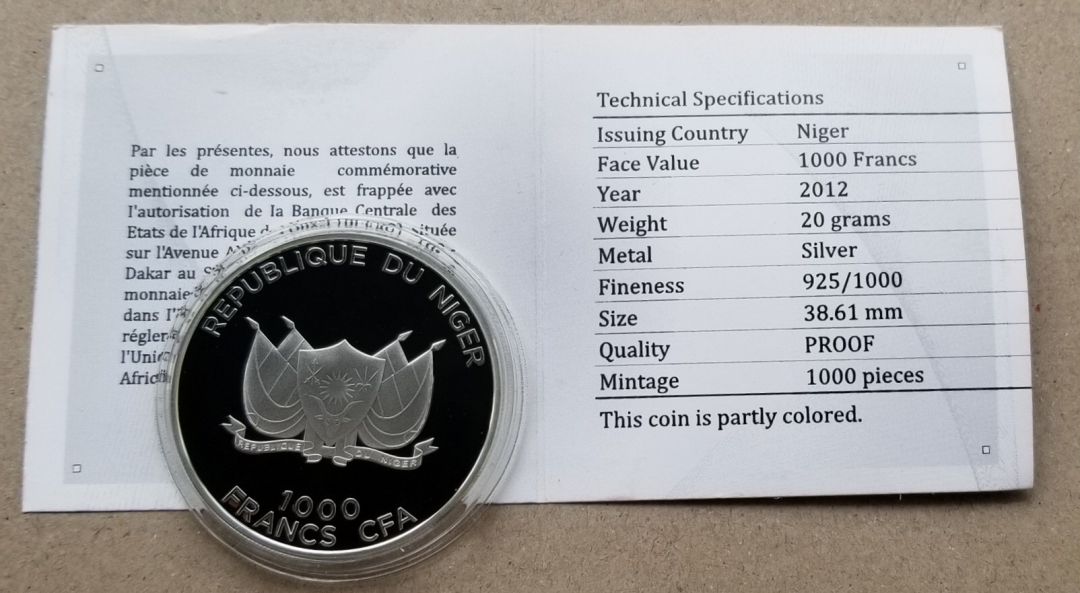 Par les présentes, nous attestons que la
pièce de monnaie commémorative
mentionnée ci-dessous, est frappée avec
l'autorisation de la Banque Centrale des
Etats de l'Afrique située
sur l'Avenue
Dakar au
monnaie
dans
l'Union
REPUBLIQUE DU NIGER
REPUBLIQUE DU NIGER
1000
FRANCS CFA
Technical Specifications
Issuing Country Niger
Face Value 1000 Francs
Year 2012
Weight 20 grams
Metal Silver
Fineness 925/1000
Size 38.61 mm
Quality PROOF
Mintage 1000 pieces
This coin is partly colored.